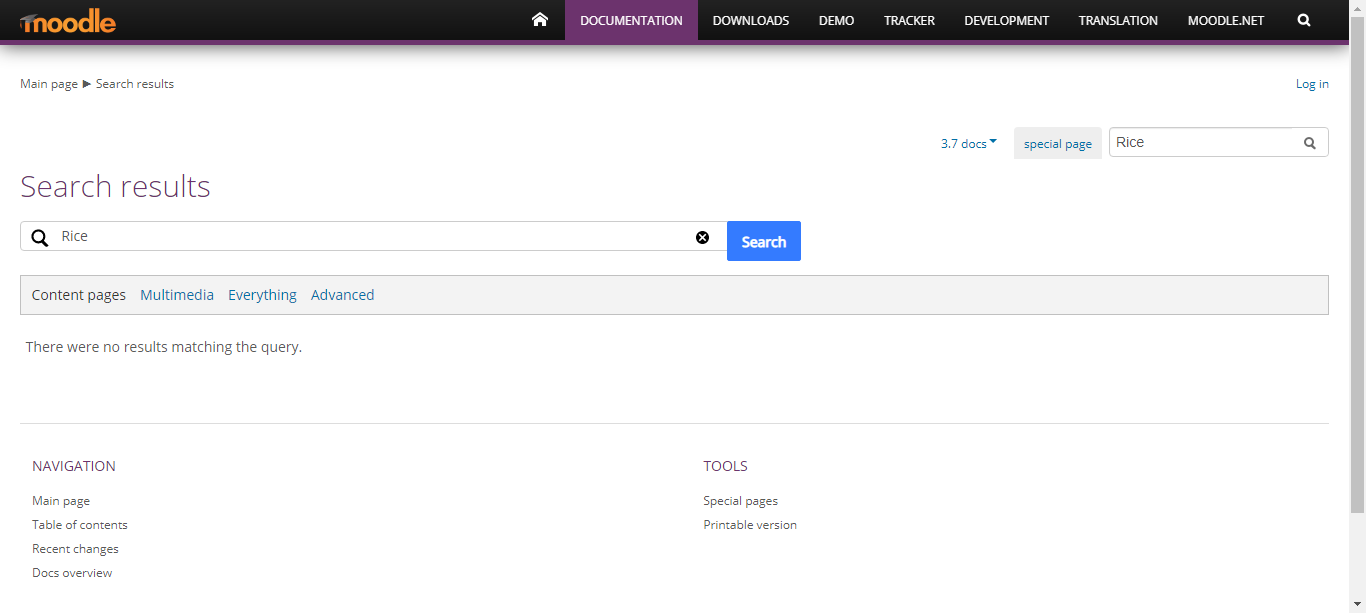 moodle
DOCUMENTATION DOWNLOADS DEMO TRACKER DEVELOPMENT TRANSLATION MOODLE.NET
Main page ► Search results
Log in
3.7 docs special page Rice
Search results
Rice Search
Content pages Multimedia Everything Advanced
There were no results matching the query.
NAVIGATION
Main page
Table of contents
Recent changes
Docs overview
TOOLS
Special pages
Printable version